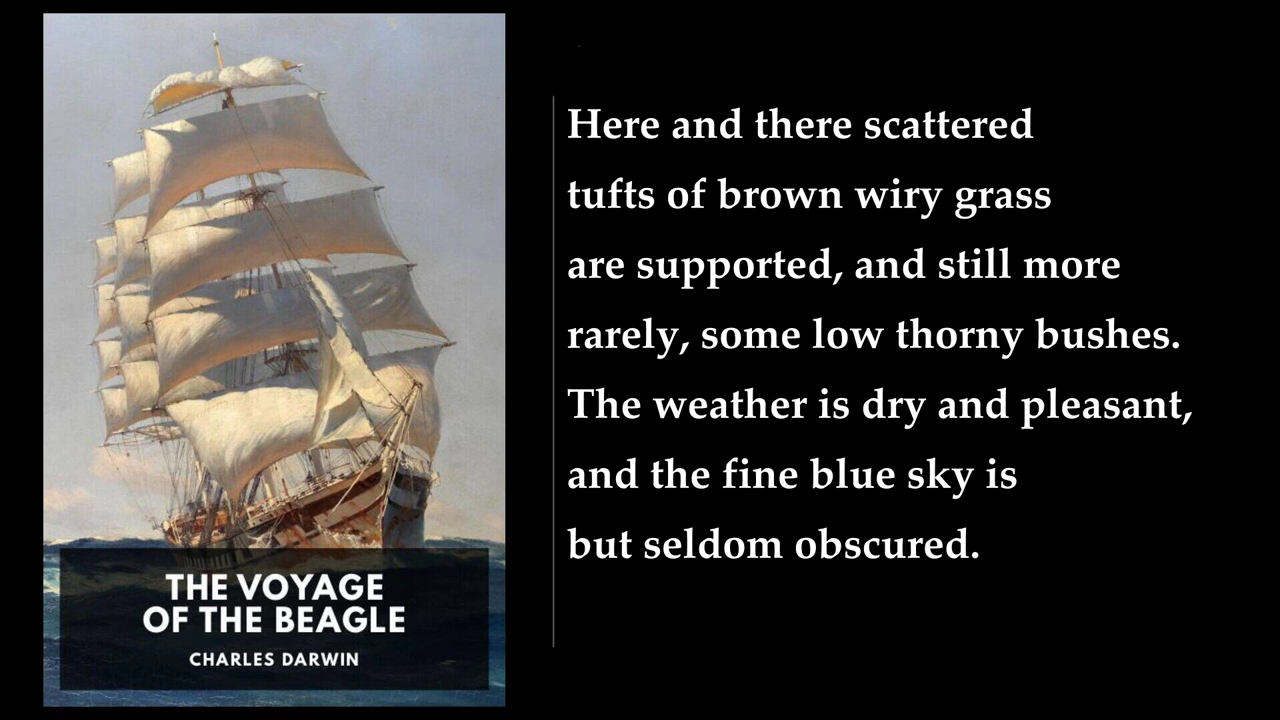 THE VOYAGE
OF THE BEAGLE
CHARLES DARWIN
Here and there scattered
tufts of brown wiry grass
are supported, and still more
rarely, some low thorny bushes.
The weather is dry and pleasant,
and the fine blue sky is
but seldom obscured.